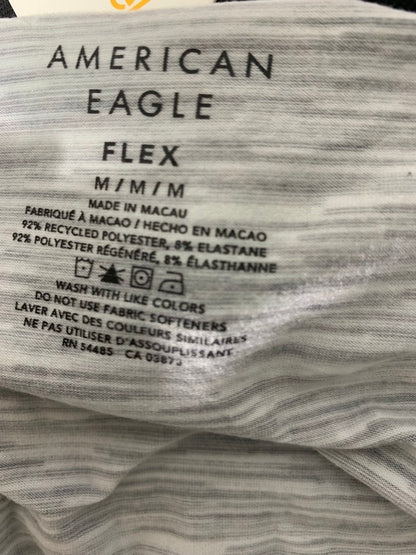 AMERICAN
EAGLE
FLEX
M / M / M
MADE IN MACAU
FABRIQUÉ À MACAO / HECHO EN MACAO
92% RECYCLED POLYESTER, 8% ELASTANE
92% POLYESTER RÉGÉNÉRÉ, 8% ÉLASTHANNE
WASH WITH LIKE COLORS
DO NOT USE FABRIC SOFTENERS
LAVER AVEC DES COULEURS SIMILAIRES
NE PAS UTILISER D'ASSOUPLISSANT
RN 54485 CA 03873